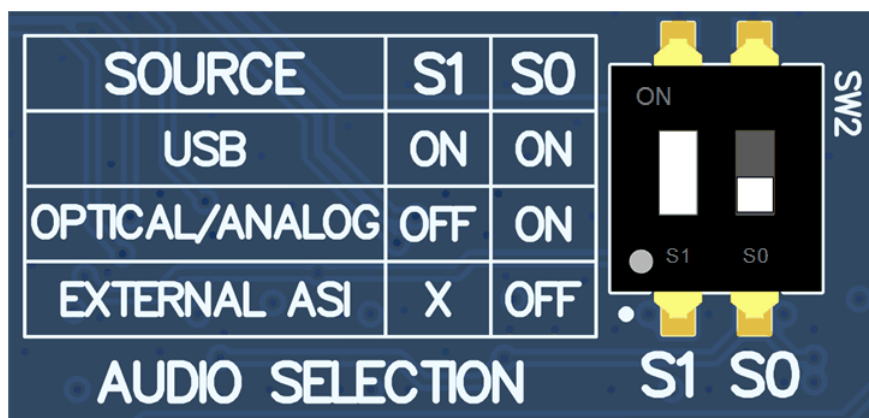 SOURCE S1 S0
USB ON ON
OPTICAL/ANALOG OFF ON
EXTERNAL ASI X OFF
AUDIO SELECTION
ON
S1 S0
SW2
S1 S0